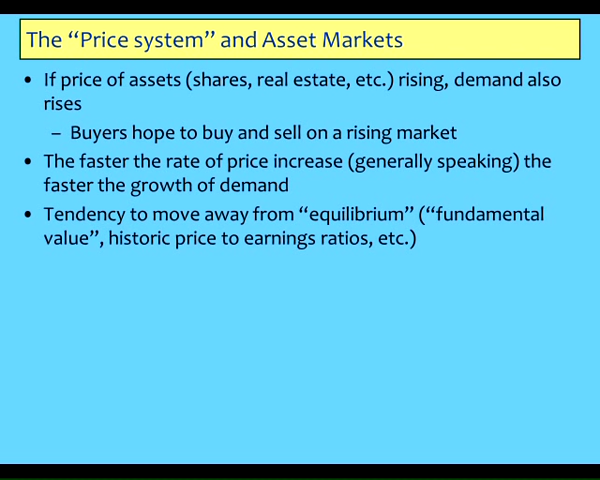 The “Price system” and Asset Markets
• If price of assets (shares, real estate, etc.) rising, demand also
rises
– Buyers hope to buy and sell on a rising market
• The faster the rate of price increase (generally speaking) the
faster the growth of demand
• Tendency to move away from “equilibrium” (“fundamental
value”, historic price to earnings ratios, etc.)